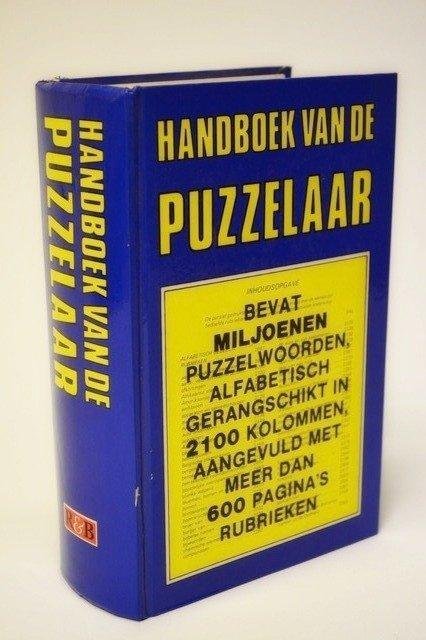 HANDBOEK VAN DE
PUZZELAAR
HANDBOEK VAN DE
PUZZELAAR
INHOUDSOPGAVE
BEVAT
MILJOENEN
PUZZELWOORDEN,
ALFABETISCH
GERANGSCHIKT IN
2100 KOLOMMEN,
AANGEVULD MET
MEER DAN
600 PAGINA'S
RUBRIEKEN
R&B